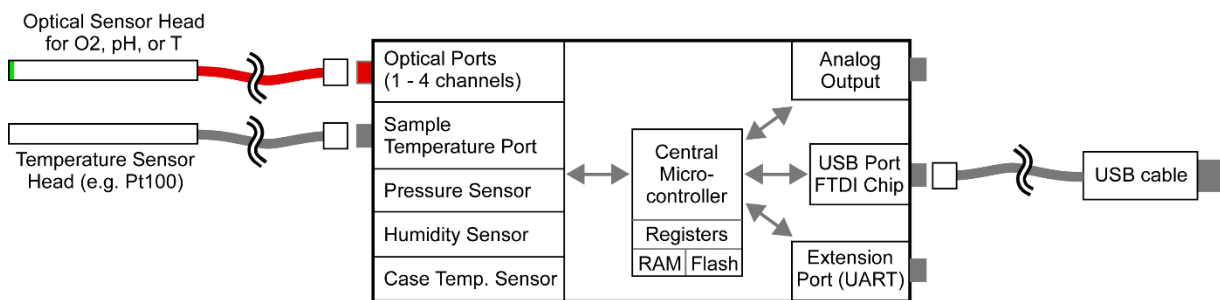 Optical Sensor Head
for O2, pH, or T
Temperature Sensor
Head (e.g. Pt100)
Optical Ports
(1 - 4 channels)
Sample
Temperature Port
Pressure Sensor
Humidity Sensor
Case Temp. Sensor
Central
Micro-
controller
Registers
RAM
Flash
Analog
Output
USB Port
FTDI Chip
Extension
Port (UART)
USB cable